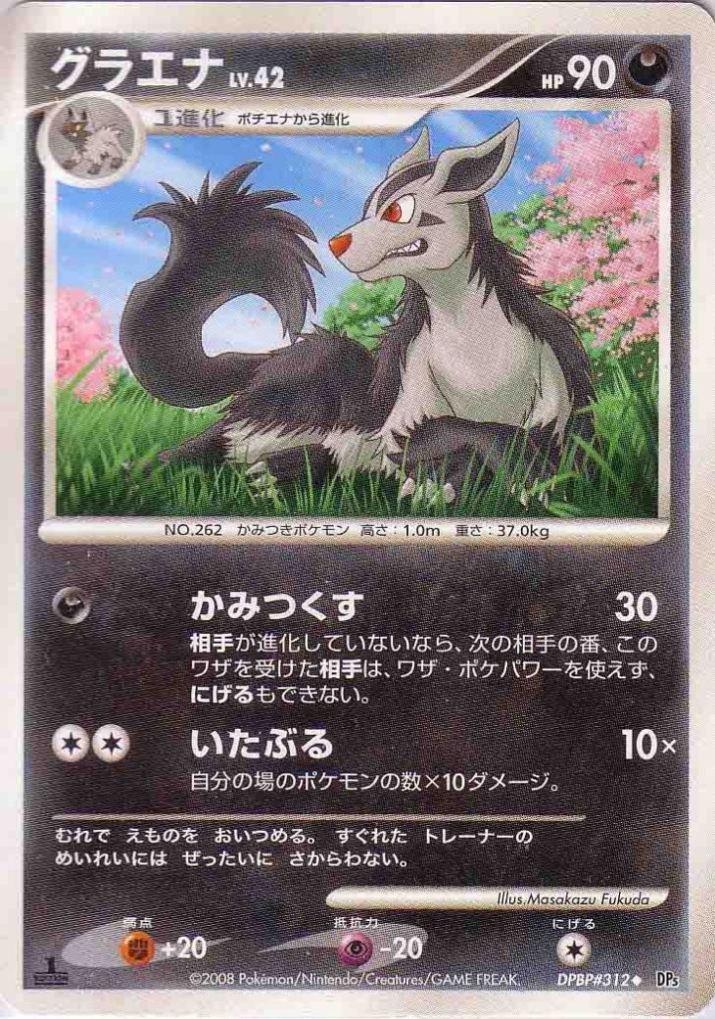 グラエナ LV.42 HP 90
1進化 ポチエナから進化
NO.262 かみつきポケモン 高さ:1.0m 重さ:37.0kg
かみつくす 30
相手が進化していないなら、次の相手の番、この
ワザを受けた相手は、ワザ・ポケパワーを使えず、
にげるもできない。
いたぶる 10×
自分の場のポケモンの数×10ダメージ。
むれで えものを おいつめる。 すぐれた トレーナーの
めいれいには ぜったいに さからわない。
Illus.Masakazu Fukuda
弱点 抵抗力 にげる
+20 -20
1 EDITION ©2008 Pokémon/Nintendo/Creatures/GAME FREAK. DPBP#312◆ DPs